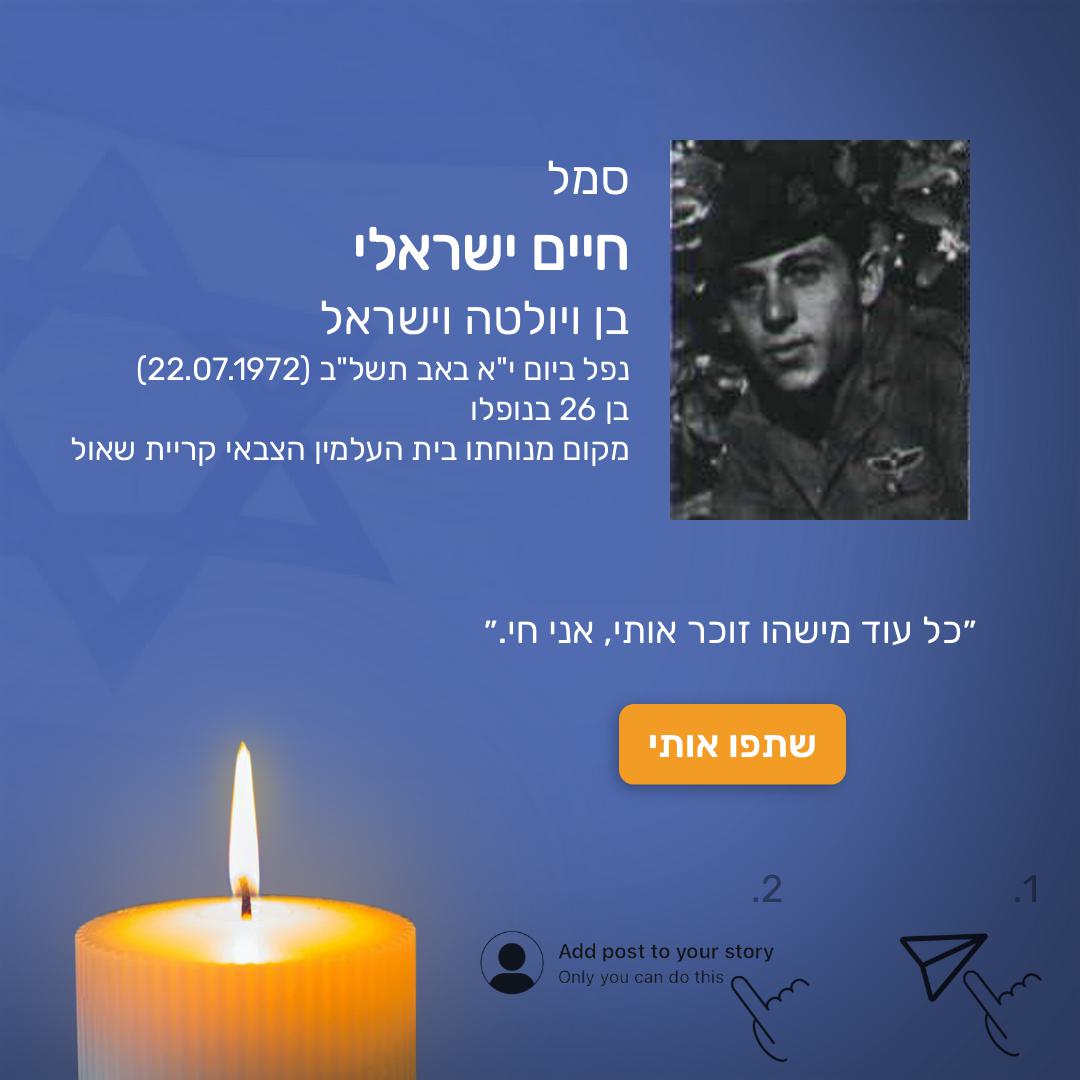 סמל
חיים ישראלי
בן ויולטה וישראל
נפל ביום י"א באב תשל"ב (22.07.1972)
בן 26 בנופלו
מקום מנוחתו בית העלמין הצבאי קריית שאול
״כל עוד מישהו זוכר אותי, אני חי.״
שתפו אותי
1.
2.
Add post to your story
Only you can do this